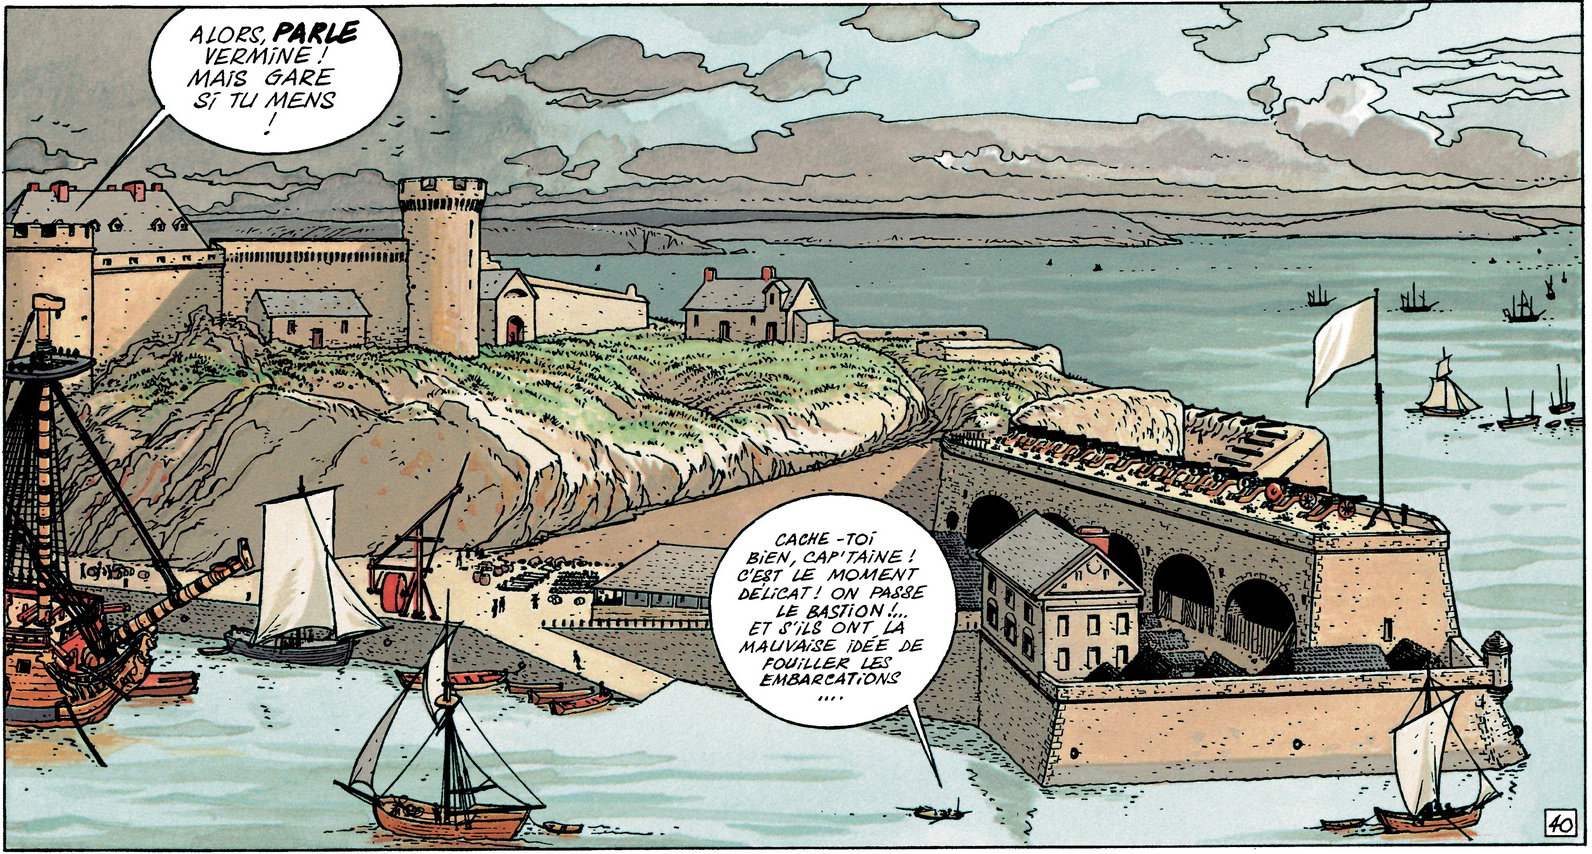 ALORS, PARLE
VERMINE !
MAIS GARE
SI TU MENS
!
CACHE-TOI
BIEN, CAP'TAINE !
C'EST LE MOMENT
DÉLICAT ! ON PASSE
LE BASTION !..
ET S'ILS ONT LA
MAUVAISE IDÉE DE
FOUILLER LES
EMBARCATIONS
....
40